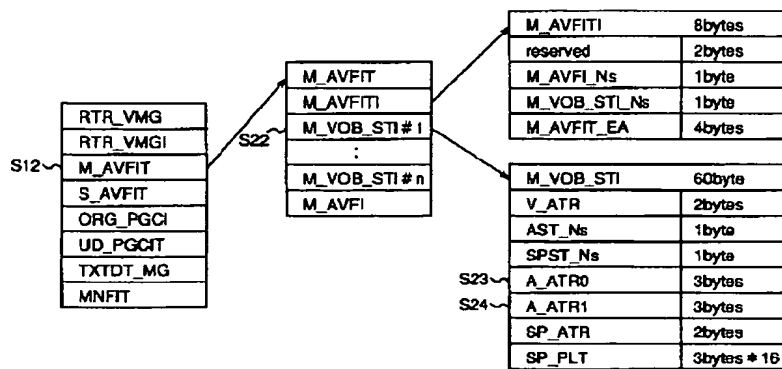 RTR_VMG
RTR_VMGI
S12
M_AVFIT
S_AVFIT
ORG_PGCI
UD_PGCIT
TXTDT_MG
MNFIT
M_AVFIT
M_AVFITI
S22
M_VOB_STI#1
:
M_VOB_STI#n
M_AVFI
M_AVFITI 8bytes
reserved 2bytes
M_AVFI_Ns 1byte
M_VOB_STI_Ns 1byte
M_AVFIT_EA 4bytes
M_VOB_STI 60byte
V_ATR 2bytes
AST_Ns 1byte
SPST_Ns 1byte
S23 A_ATR0 3bytes
S24 A_ATR1 3bytes
SP_ATR 2bytes
SP_PLT 3bytes*16